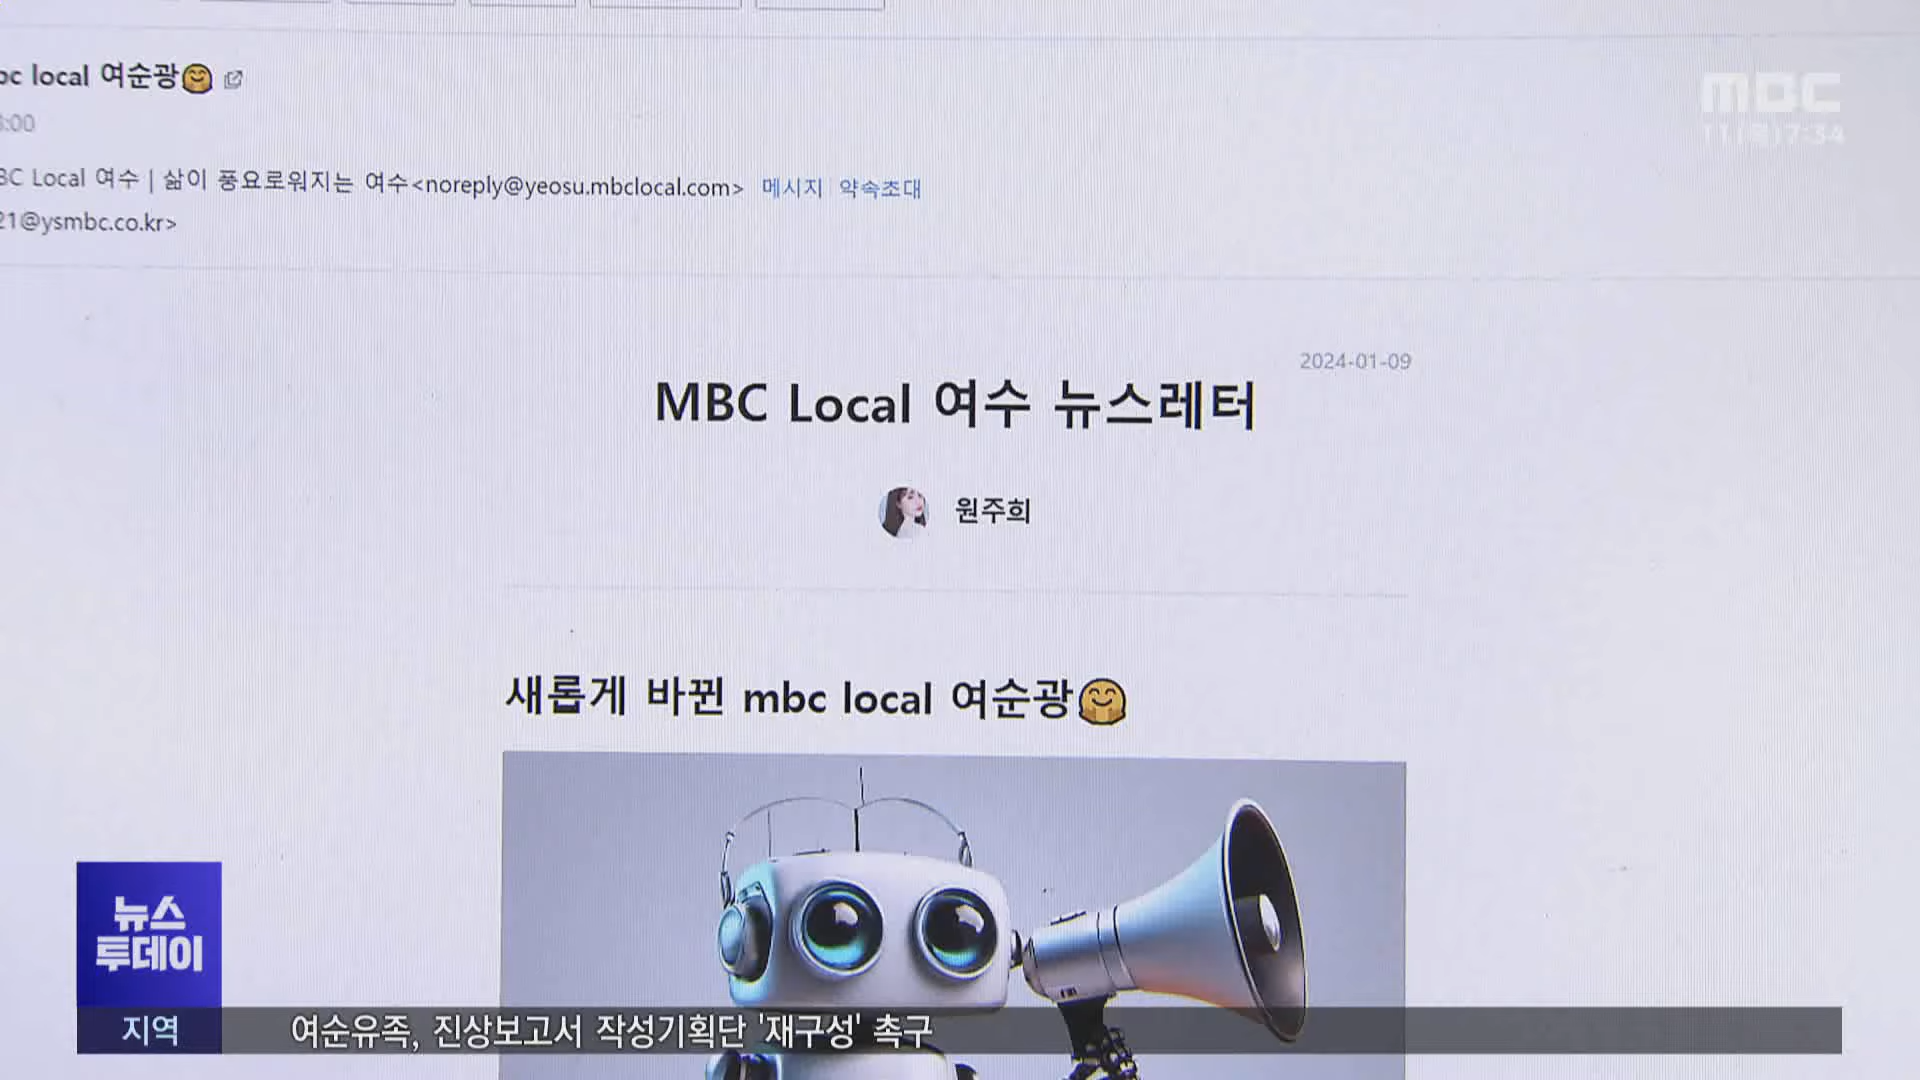 bc local 여순광
mbc
11(목)7:34
:00
BC Local 여수 | 삶이 풍요로워지는 여수<noreply@yeosu.mbclocal.com> 메시지 약속초대
21@ysmbc.co.kr>
2024-01-09
MBC Local 여수 뉴스레터
원주희
새롭게 바뀐 mbc local 여순광
뉴스
투데이
지역 여순유족, 진상보고서 작성기획단 '재구성' 촉구